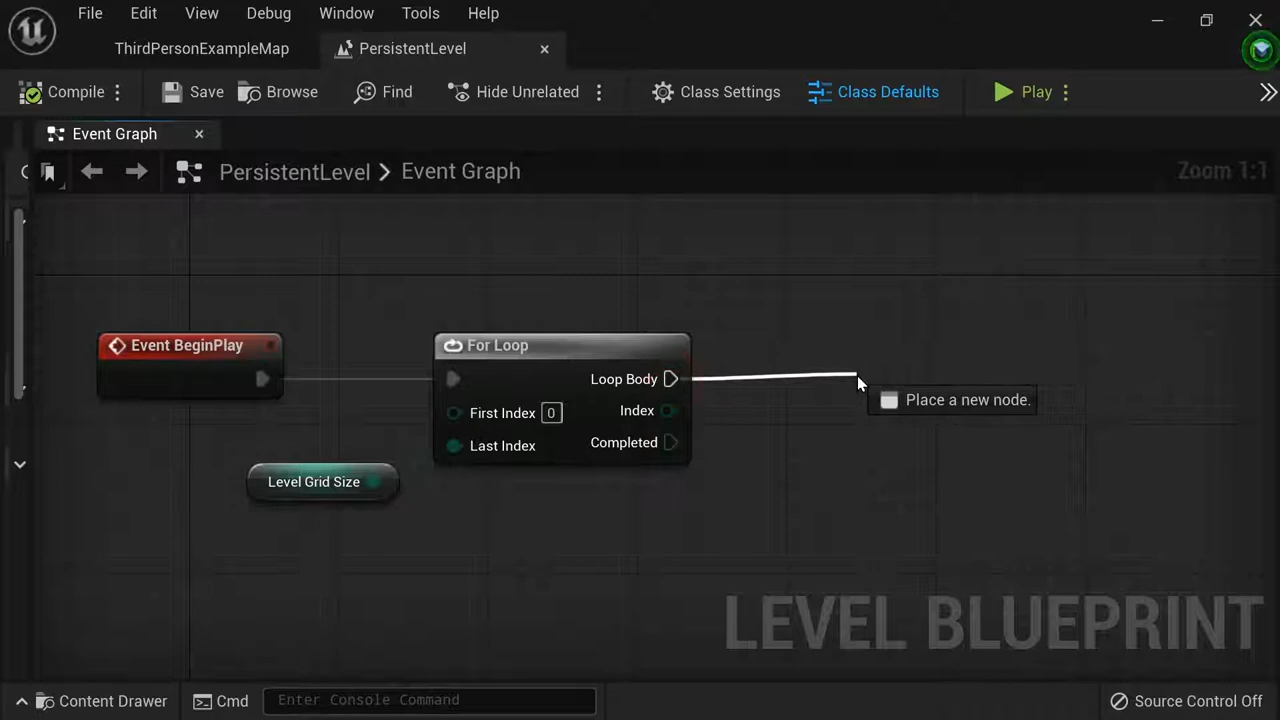 File Edit View Debug Window Tools Help
ThirdPersonExampleMap PersistentLevel
Compile Save Browse Find Hide Unrelated Class Settings Class Defaults Play
Event Graph
PersistentLevel > Event Graph Zoom 1:1
Event BeginPlay
For Loop
Loop Body
First Index 0 Index
Last Index Completed
Place a new node.
Level Grid Size
LEVEL BLUEPRINT
Content Drawer Cmd Enter Console Command Source Control Off